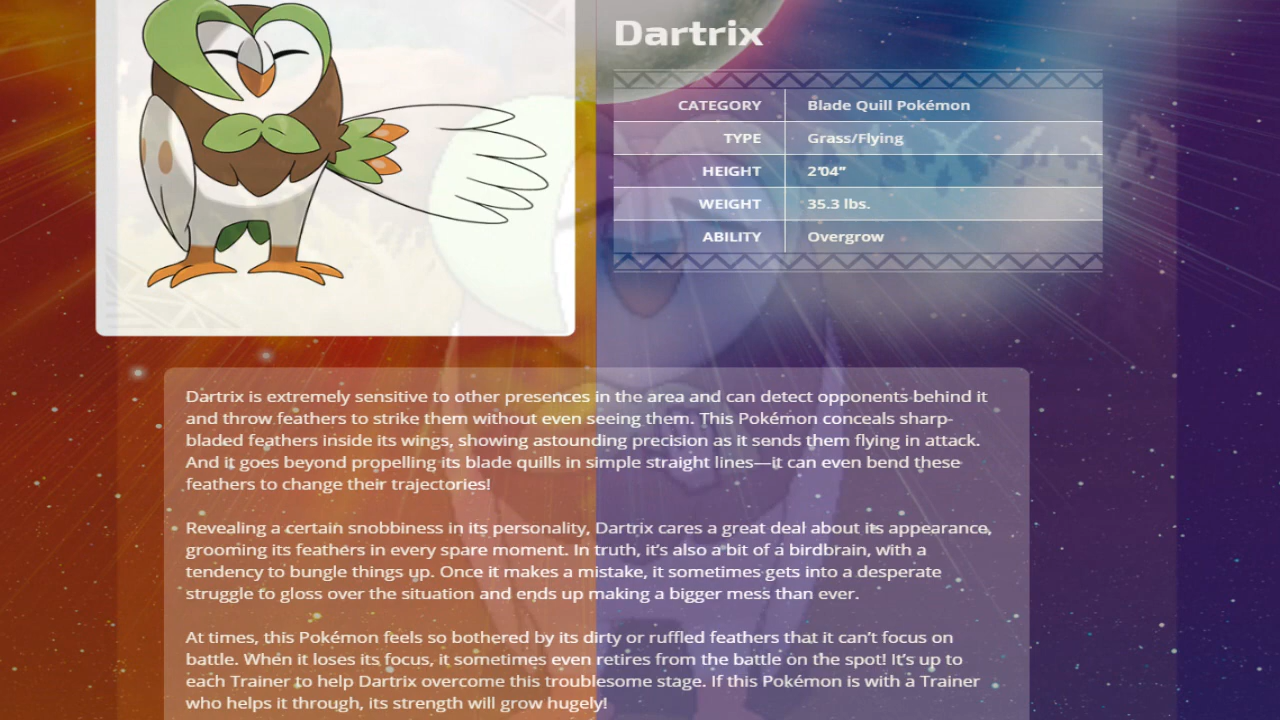 Dartrix
CATEGORY Blade Quill Pokémon
TYPE Grass/Flying
HEIGHT 2'04"
WEIGHT 35.3 lbs.
ABILITY Overgrow
Dartrix is extremely sensitive to other presences in the area and can detect opponents behind it
and throw feathers to strike them without even seeing them. This Pokémon conceals sharp-
bladed feathers inside its wings, showing astounding precision as it sends them flying in attack.
And it goes beyond propelling its blade quills in simple straight lines—it can even bend these
feathers to change their trajectories!
Revealing a certain snobbiness in its personality, Dartrix cares a great deal about its appearance,
grooming its feathers in every spare moment. In truth, it’s also a bit of a birdbrain, with a
tendency to bungle things up. Once it makes a mistake, it sometimes gets into a desperate
struggle to gloss over the situation and ends up making a bigger mess than ever.
At times, this Pokémon feels so bothered by its dirty or ruffled feathers that it can’t focus on
battle. When it loses its focus, it sometimes even retires from the battle on the spot! It’s up to
each Trainer to help Dartrix overcome this troublesome stage. If this Pokémon is with a Trainer
who helps it through, its strength will grow hugely!